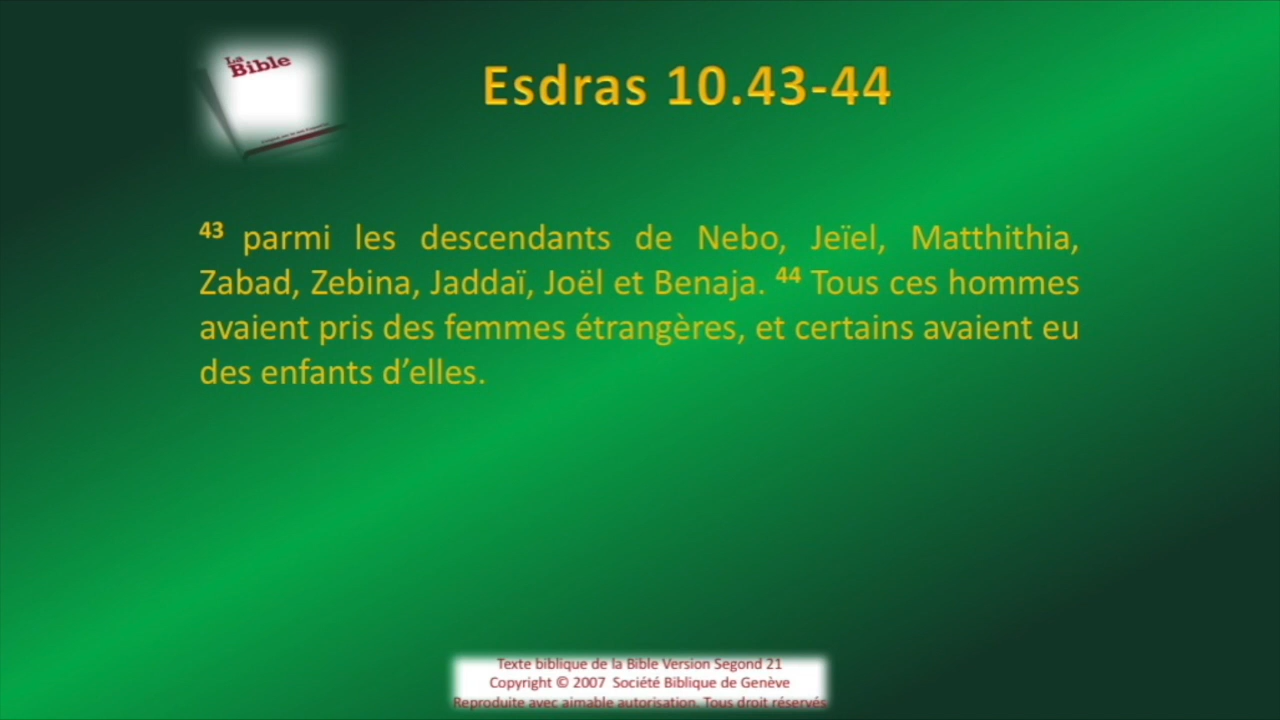 La
Bible
Esdras 10.43-44
43 parmi les descendants de Nebo, Jeïel, Matthithia,
Zabad, Zebina, Jaddaï, Joël et Benaja. 44 Tous ces hommes
avaient pris des femmes étrangères, et certains avaient eu
des enfants d’elles.
Texte biblique de la Bible Version Segond 21
Copyright © 2007 Société Biblique de Genève
Reproduite avec aimable autorisation. Tous droit réservés